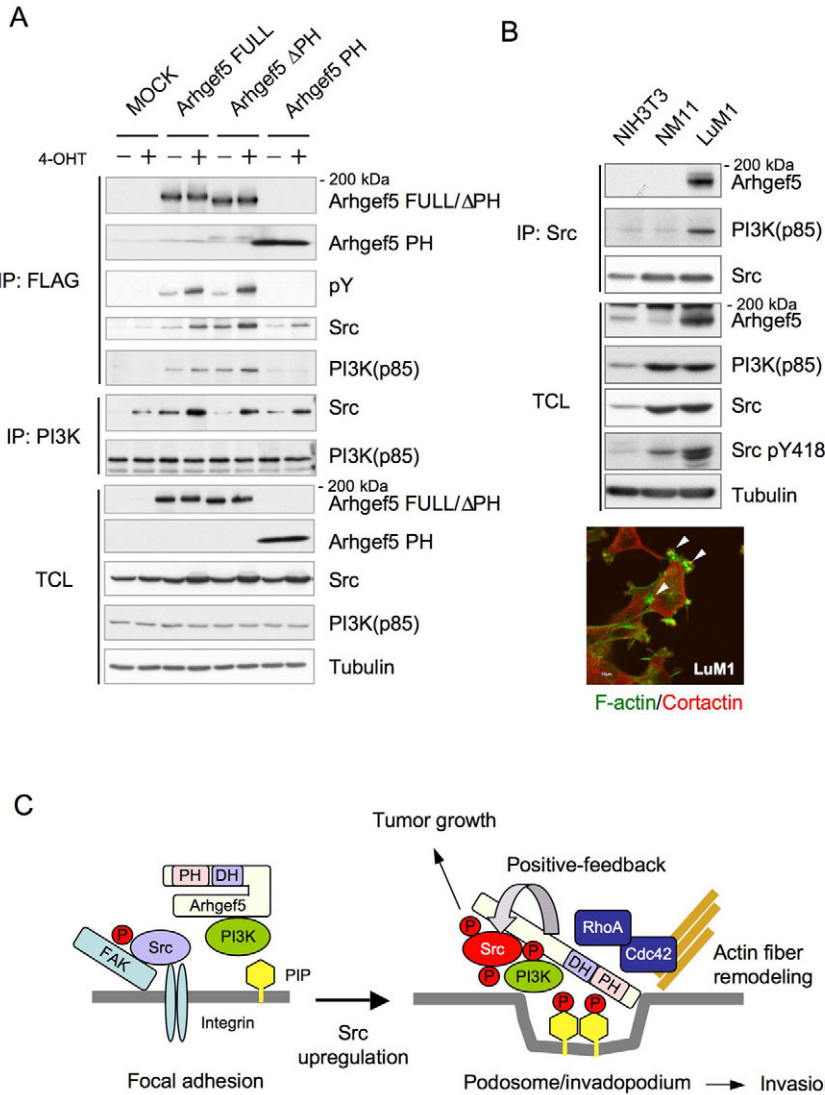 A
MOCK
Arhgef5 FULL
Arhgef5 ΔPH
Arhgef5 PH
4-OHT
− + − + − + − +
IP: FLAG
- 200 kDa
Arhgef5 FULL/ΔPH
Arhgef5 PH
pY
Src
PI3K(p85)
IP: PI3K
Src
PI3K(p85)
TCL
- 200 kDa
Arhgef5 FULL/ΔPH
Arhgef5 PH
Src
PI3K(p85)
Tubulin
B
NIH3T3
NM11
LuM1
IP: Src
- 200 kDa
Arhgef5
PI3K(p85)
Src
TCL
- 200 kDa
Arhgef5
PI3K(p85)
Src
Src pY418
Tubulin
LuM1
F-actin/Cortactin
C
PH
DH
Arhgef5
PI3K
P
Src
FAK
PIP
Integrin
Focal adhesion
Src
upregulation
Tumor growth
Positive-feedback
P
Src
P
P
PI3K
DH
PH
RhoA
Cdc42
P
P
Actin fiber
remodeling
Podosome/invadopodium
Invasio